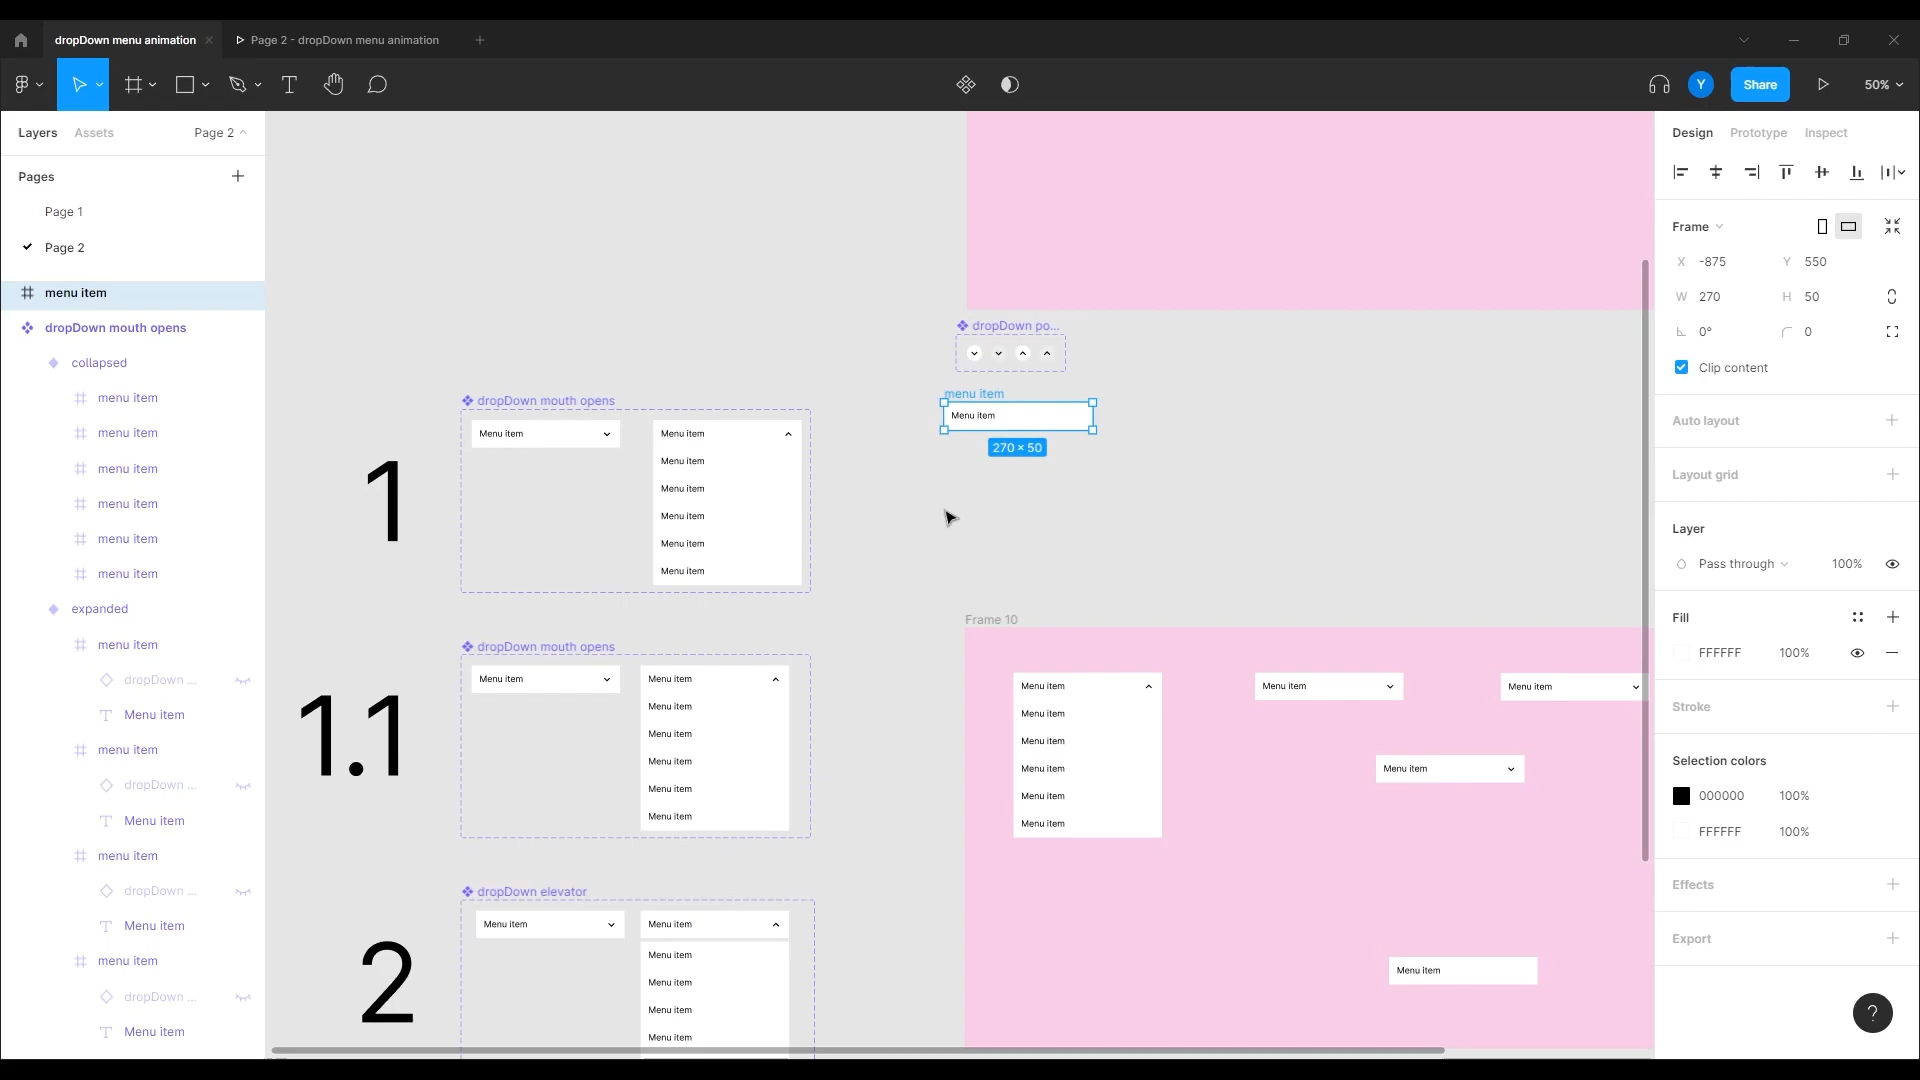 dropDown menu animation
Page 2 - dropDown menu animation
Y
Share
50%
Layers
Assets
Page 2
Pages
Page 1
Page 2
menu item
dropDown mouth opens
collapsed
menu item
menu item
menu item
menu item
menu item
menu item
expanded
menu item
dropDown ...
Menu item
menu item
dropDown ...
Menu item
menu item
dropDown ...
Menu item
menu item
dropDown ...
Menu item
1
dropDown mouth opens
Menu item
Menu item
Menu item
Menu item
Menu item
Menu item
Menu item
1.1
dropDown mouth opens
Menu item
Menu item
Menu item
Menu item
Menu item
Menu item
Menu item
2
dropDown elevator
Menu item
Menu item
Menu item
Menu item
Menu item
Menu item
dropDown po...
menu item
Menu item
270 × 50
Frame 10
Menu item
Menu item
Menu item
Menu item
Menu item
Menu item
Menu item
Menu item
Menu item
Menu item
Design
Prototype
Inspect
Frame
X -875
Y 550
W 270
H 50
0°
0
Clip content
Auto layout
Layout grid
Layer
Pass through
100%
Fill
FFFFFF 100%
Stroke
Selection colors
000000 100%
FFFFFF 100%
Effects
Export
?